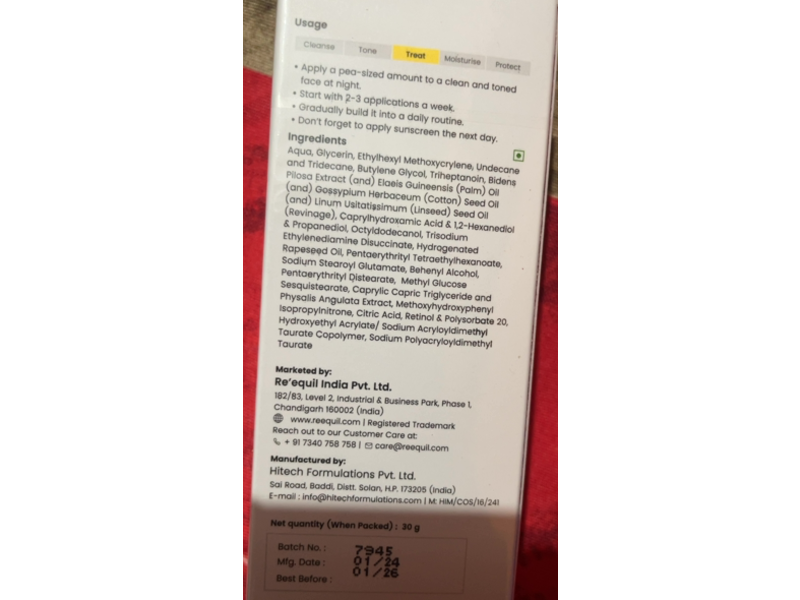 Usage
Cleanse Tone Treat Moisturise Protect
• Apply a pea-sized amount to a clean and toned
face at night.
• Start with 2-3 applications a week.
• Gradually build it into a daily routine.
• Don't forget to apply sunscreen the next day.
Ingredients
Aqua, Glycerin, Ethylhexyl Methoxycrylene, Undecane
and Tridecane, Butylene Glycol, Triheptanoin, Bidens
Pilosa Extract (and) Elaeis Guineensis (Palm) Oil
(and) Gossypium Herbaceum (Cotton) Seed Oil
(and) Linum Usitatissimum (Linseed) Seed Oil
(Revinage), Caprylhydroxamic Acid & 1,2-Hexanediol
& Propanediol, Octyldodecanol, Trisodium
Ethylenediamine Disuccinate, Hydrogenated
Rapeseed Oil, Pentaerythrityl Tetraethylhexanoate,
Sodium Stearoyl Glutamate, Behenyl Alcohol,
Pentaerythrityl Distearate, Methyl Glucose
Sesquistearate, Caprylic Capric Triglyceride and
Physalis Angulata Extract, Methoxyhydroxyphenyl
Isopropylnitrone, Citric Acid, Retinol & Polysorbate 20,
Hydroxyethyl Acrylate/ Sodium Acryloyldimethyl
Taurate Copolymer, Sodium Polyacryloyldimethyl
Taurate
Marketed by:
Re'equil India Pvt. Ltd.
182/83, Level 2, Industrial & Business Park, Phase 1,
Chandigarh 160002 (India)
www.reequil.com | Registered Trademark
Reach out to our Customer Care at:
+ 91 7340 758 758 | care@reequil.com
Manufactured by:
Hitech Formulations Pvt. Ltd.
Sai Road, Baddi, Distt. Solan, H.P. 173205 (India)
E-mail : info@hitechformulations.com | M: HIM/COS/16/241
Net quantity (When Packed) : 30 g
Batch No. : 7945
Mfg. Date : 01/24
Best Before : 01/26